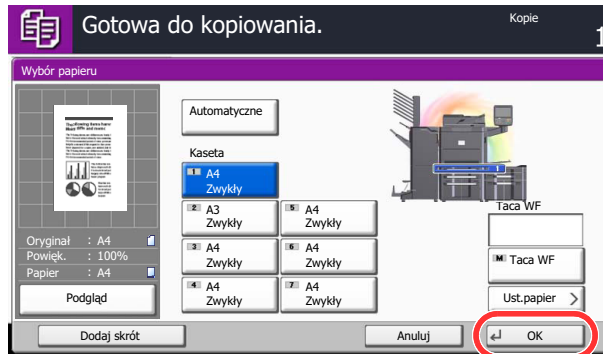 Gotowa do kopiowania.
Kopie
1
Wybór papieru
Automatyczne
Kaseta
1 A4
Zwykły
2 A3
Zwykły
5 A4
Zwykły
3 A4
Zwykły
6 A4
Zwykły
4 A4
Zwykły
7 A4
Zwykły
1
Taca WF
M Taca WF
Ust.papier
Oryginał : A4
Powięk. : 100%
Papier : A4
Podgląd
Dodaj skrót
Anuluj
OK